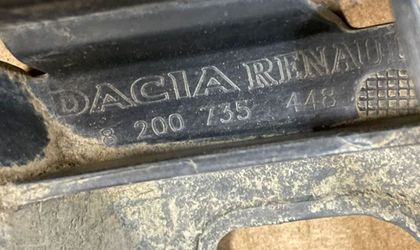 DACIA RENAULT
8 200 735 448